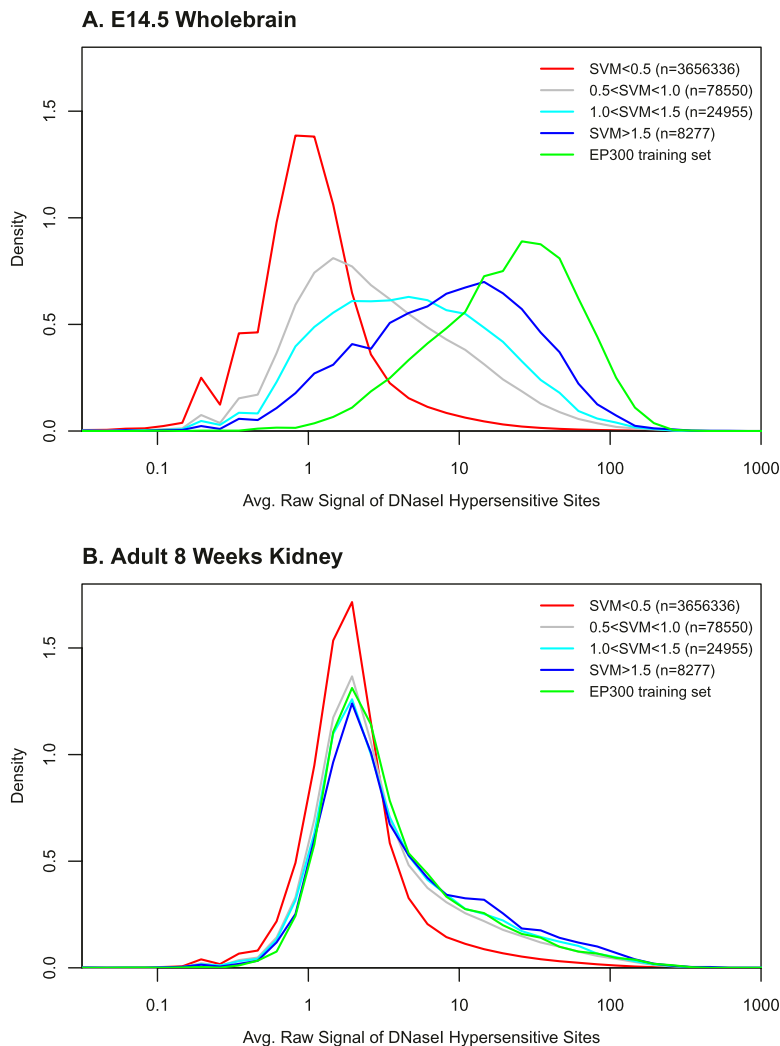 A. E14.5 Wholebrain
SVM<0.5 (n=3656336)
0.5<SVM<1.0 (n=78550)
1.0<SVM<1.5 (n=24955)
SVM>1.5 (n=8277)
EP300 training set
Density
1.5
1.0
0.5
0.0
0.1 1 10 100 1000
Avg. Raw Signal of DNaseI Hypersensitive Sites
B. Adult 8 Weeks Kidney
SVM<0.5 (n=3656336)
0.5<SVM<1.0 (n=78550)
1.0<SVM<1.5 (n=24955)
SVM>1.5 (n=8277)
EP300 training set
Density
1.5
1.0
0.5
0.0
0.1 1 10 100 1000
Avg. Raw Signal of DNaseI Hypersensitive Sites